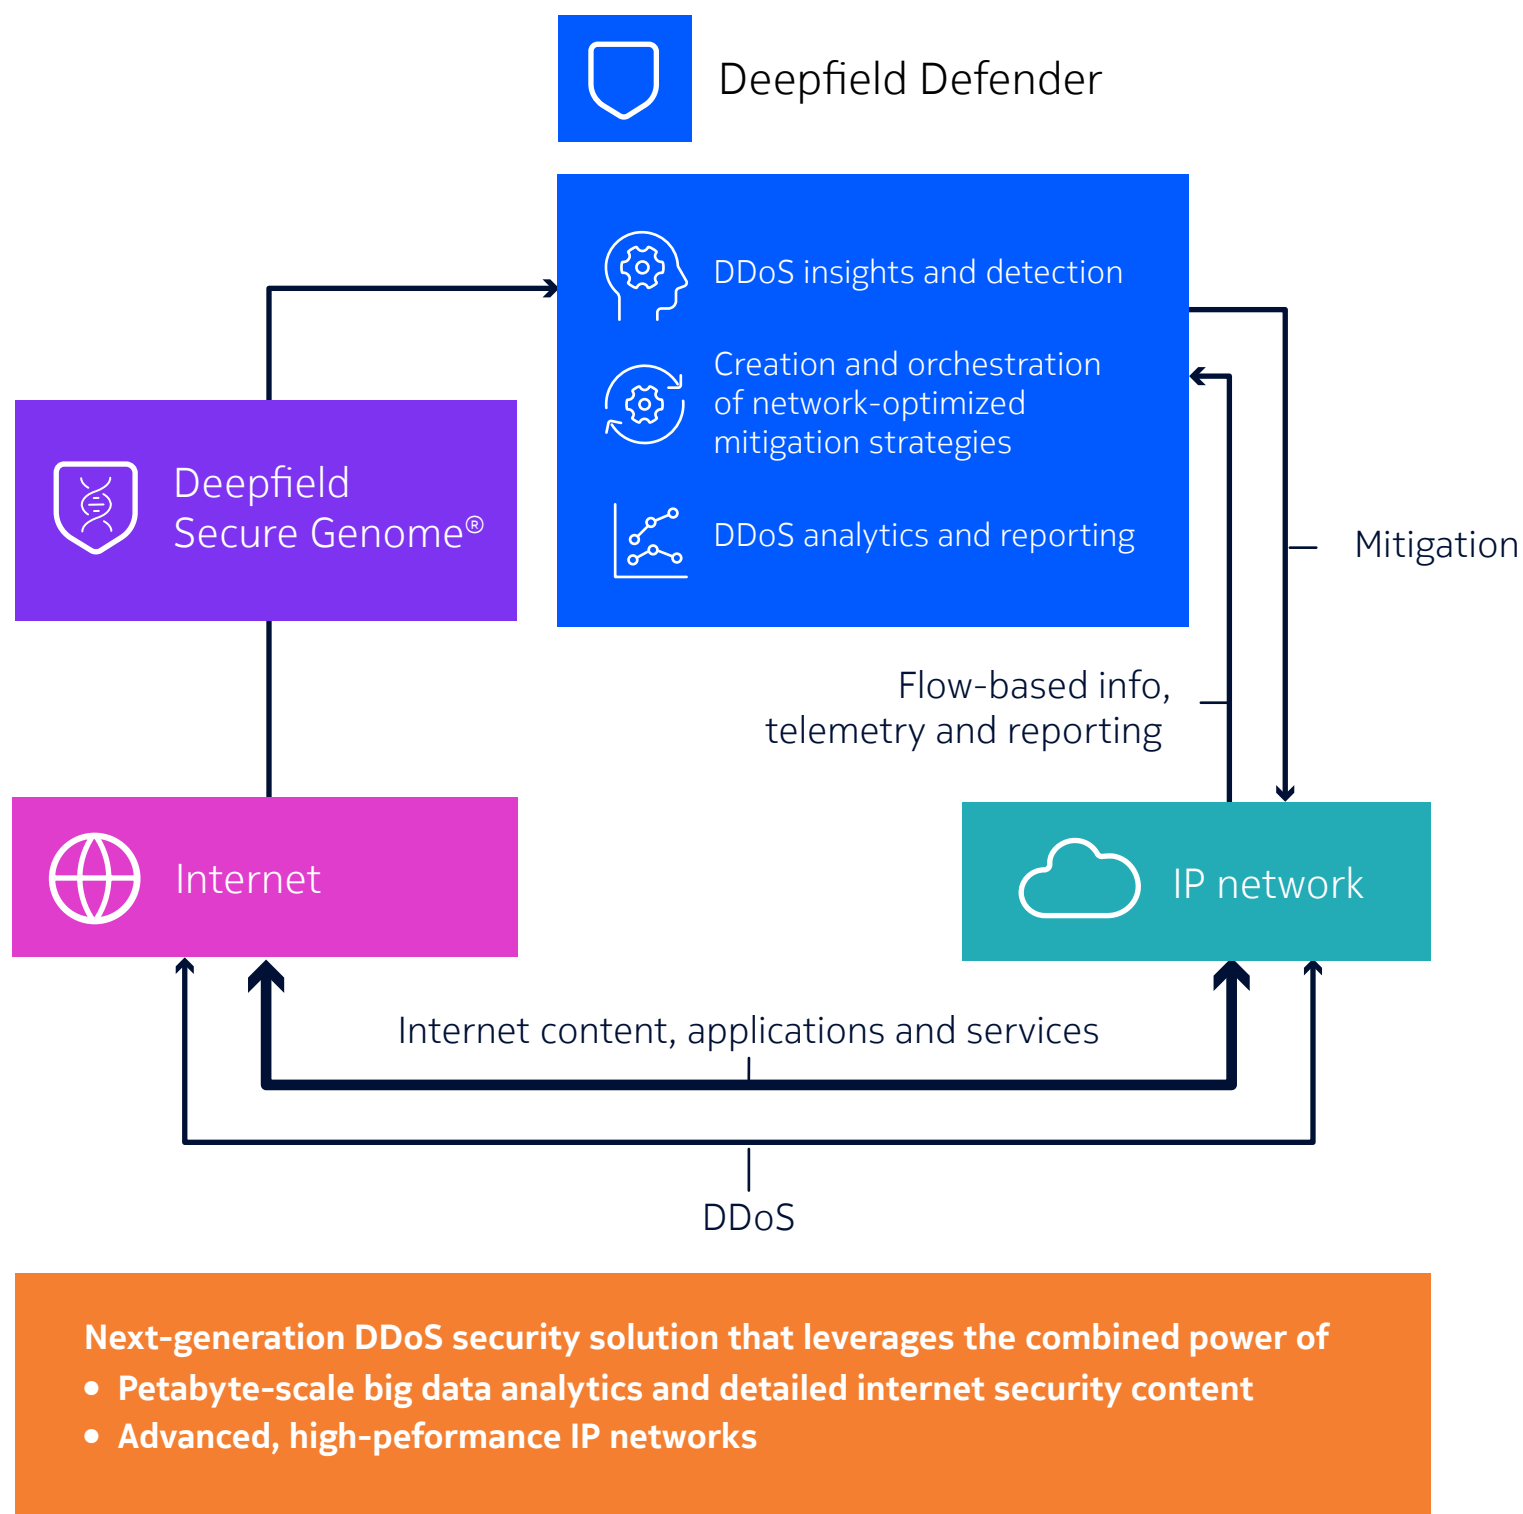 Deepfield Defender
DDoS insights and detection
Creation and orchestration
of network-optimized
mitigation strategies
DDoS analytics and reporting
Deepfield
Secure Genome®
Mitigation
Flow-based info,
telemetry and reporting
Internet
IP network
Internet content, applications and services
DDoS
Next-generation DDoS security solution that leverages the combined power of
• Petabyte-scale big data analytics and detailed internet security content
• Advanced, high-peformance IP networks